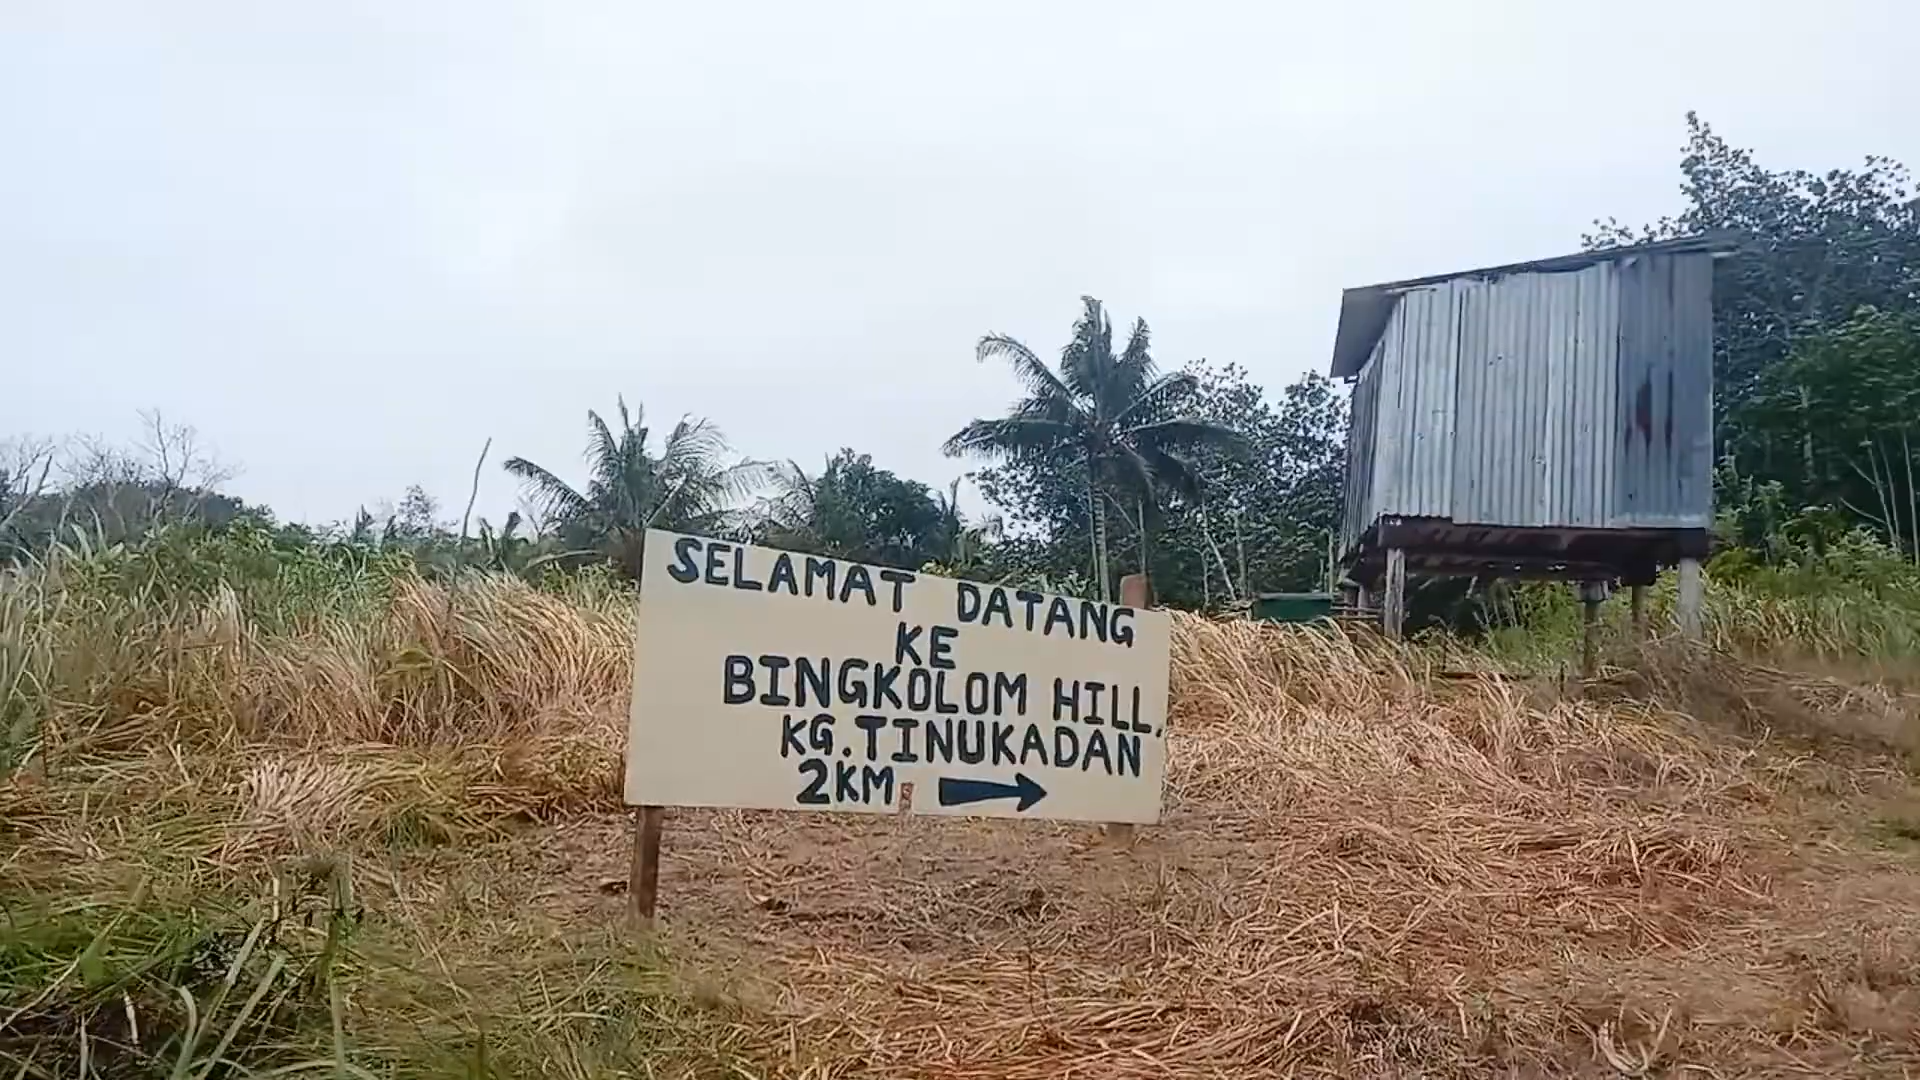 SELAMAT DATANG
KE
BINGKOLOM HILL,
KG.TINUKADAN
2KM